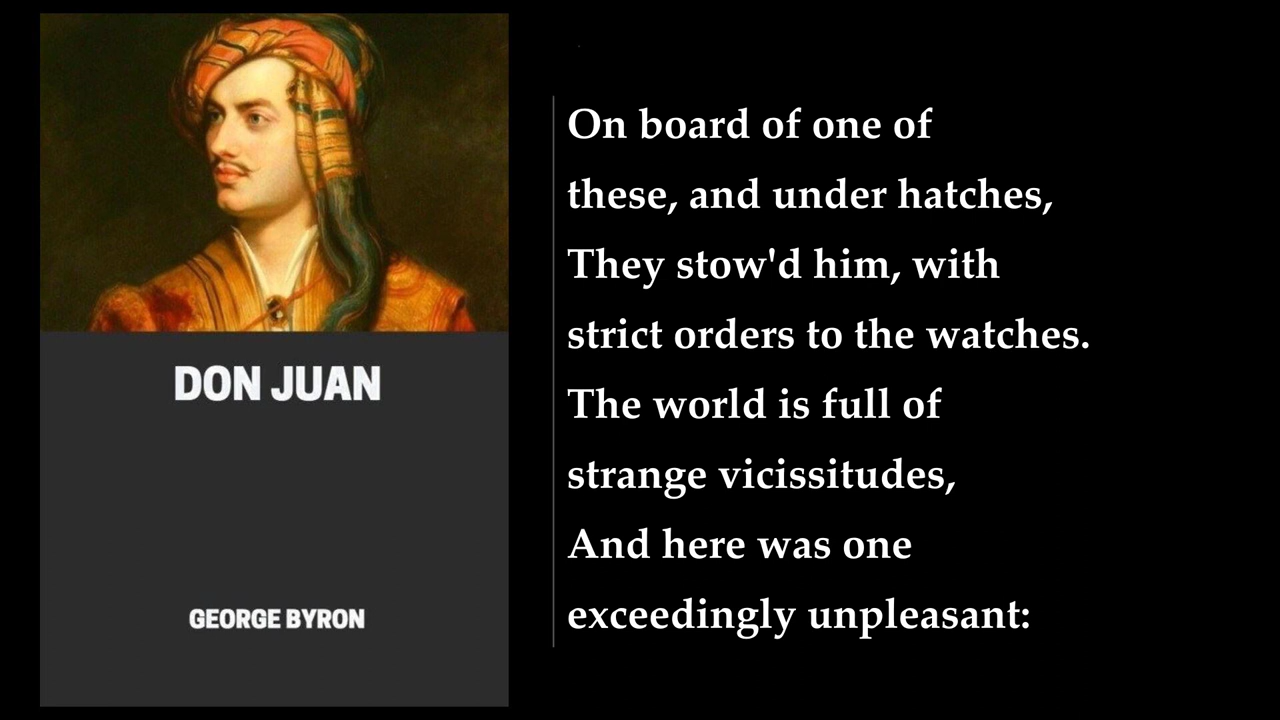 DON JUAN
GEORGE BYRON
On board of one of
these, and under hatches,
They stow'd him, with
strict orders to the watches.
The world is full of
strange vicissitudes,
And here was one
exceedingly unpleasant: